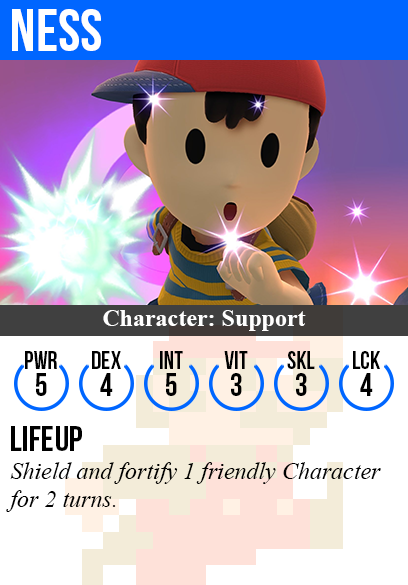 NESS
Character: Support
PWR DEX INT VIT SKL LCK
5 4 5 3 3 4
LIFEUP
Shield and fortify 1 friendly Character
for 2 turns.